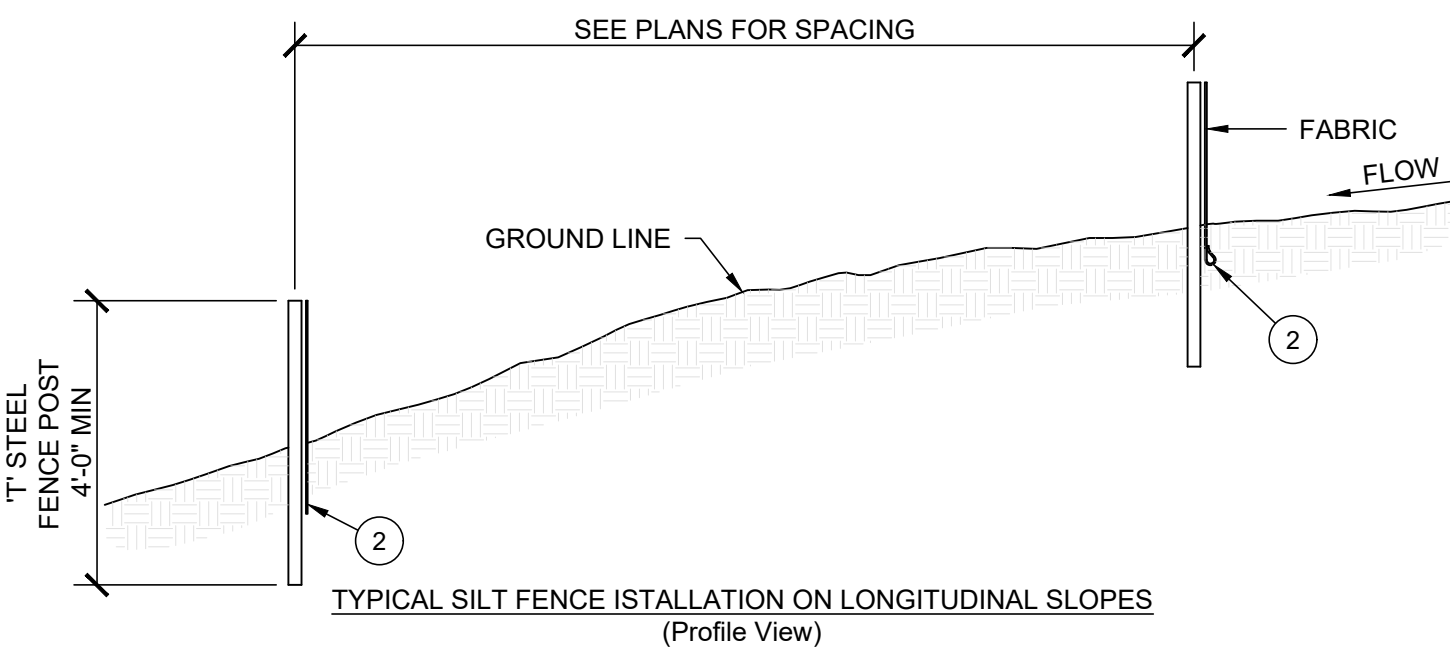 SEE PLANS FOR SPACING
FABRIC
FLOW
GROUND LINE
2
'T' STEEL
FENCE POST
4'-0" MIN
2
TYPICAL SILT FENCE ISTALLATION ON LONGITUDINAL SLOPES
(Profile View)